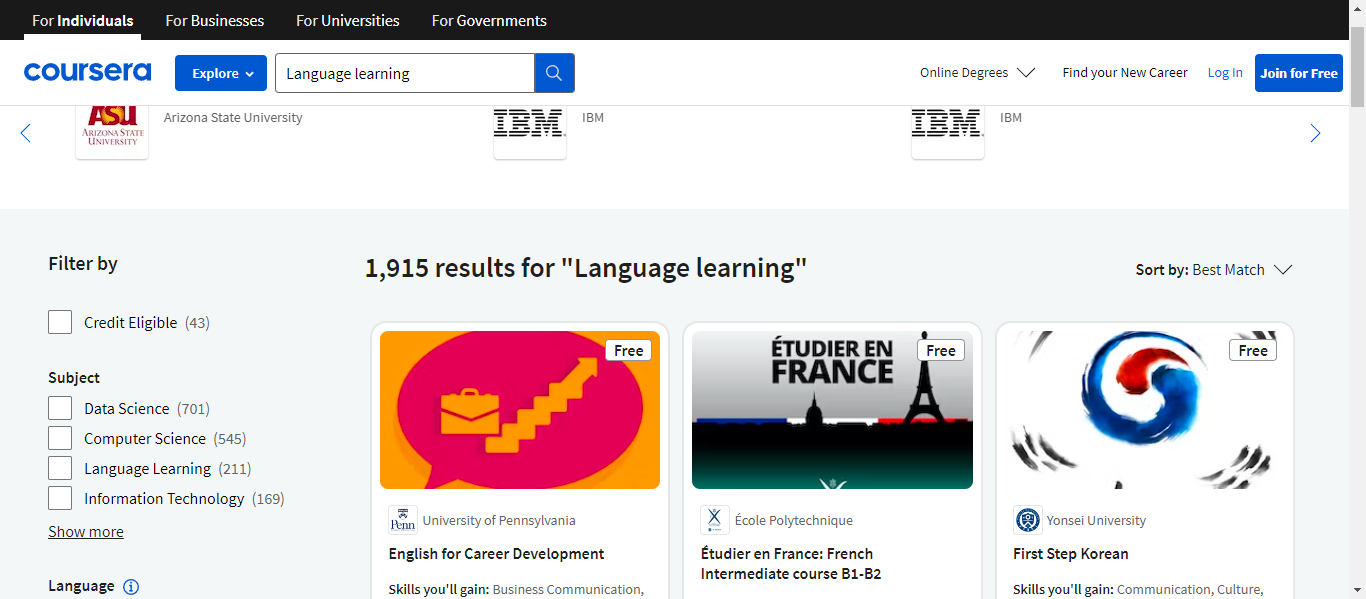 For Individuals
For Businesses
For Universities
For Governments
coursera
Explore
Language learning
Online Degrees
Find your New Career
Log In
Join for Free
ASU
ARIZONA STATE
UNIVERSITY
Arizona State University
IBM
IBM
IBM
IBM
Filter by
Credit Eligible (43)
Subject
Data Science (701)
Computer Science (545)
Language Learning (211)
Information Technology (169)
Show more
Language
1,915 results for "Language learning"
Sort by: Best Match
Free
Penn
University of Pennsylvania
English for Career Development
Skills you'll gain: Business Communication,
ÉTUDIER EN
FRANCE
Free
École Polytechnique
Étudier en France: French
Intermediate course B1-B2
Free
Yonsei University
First Step Korean
Skills you'll gain: Communication, Culture,